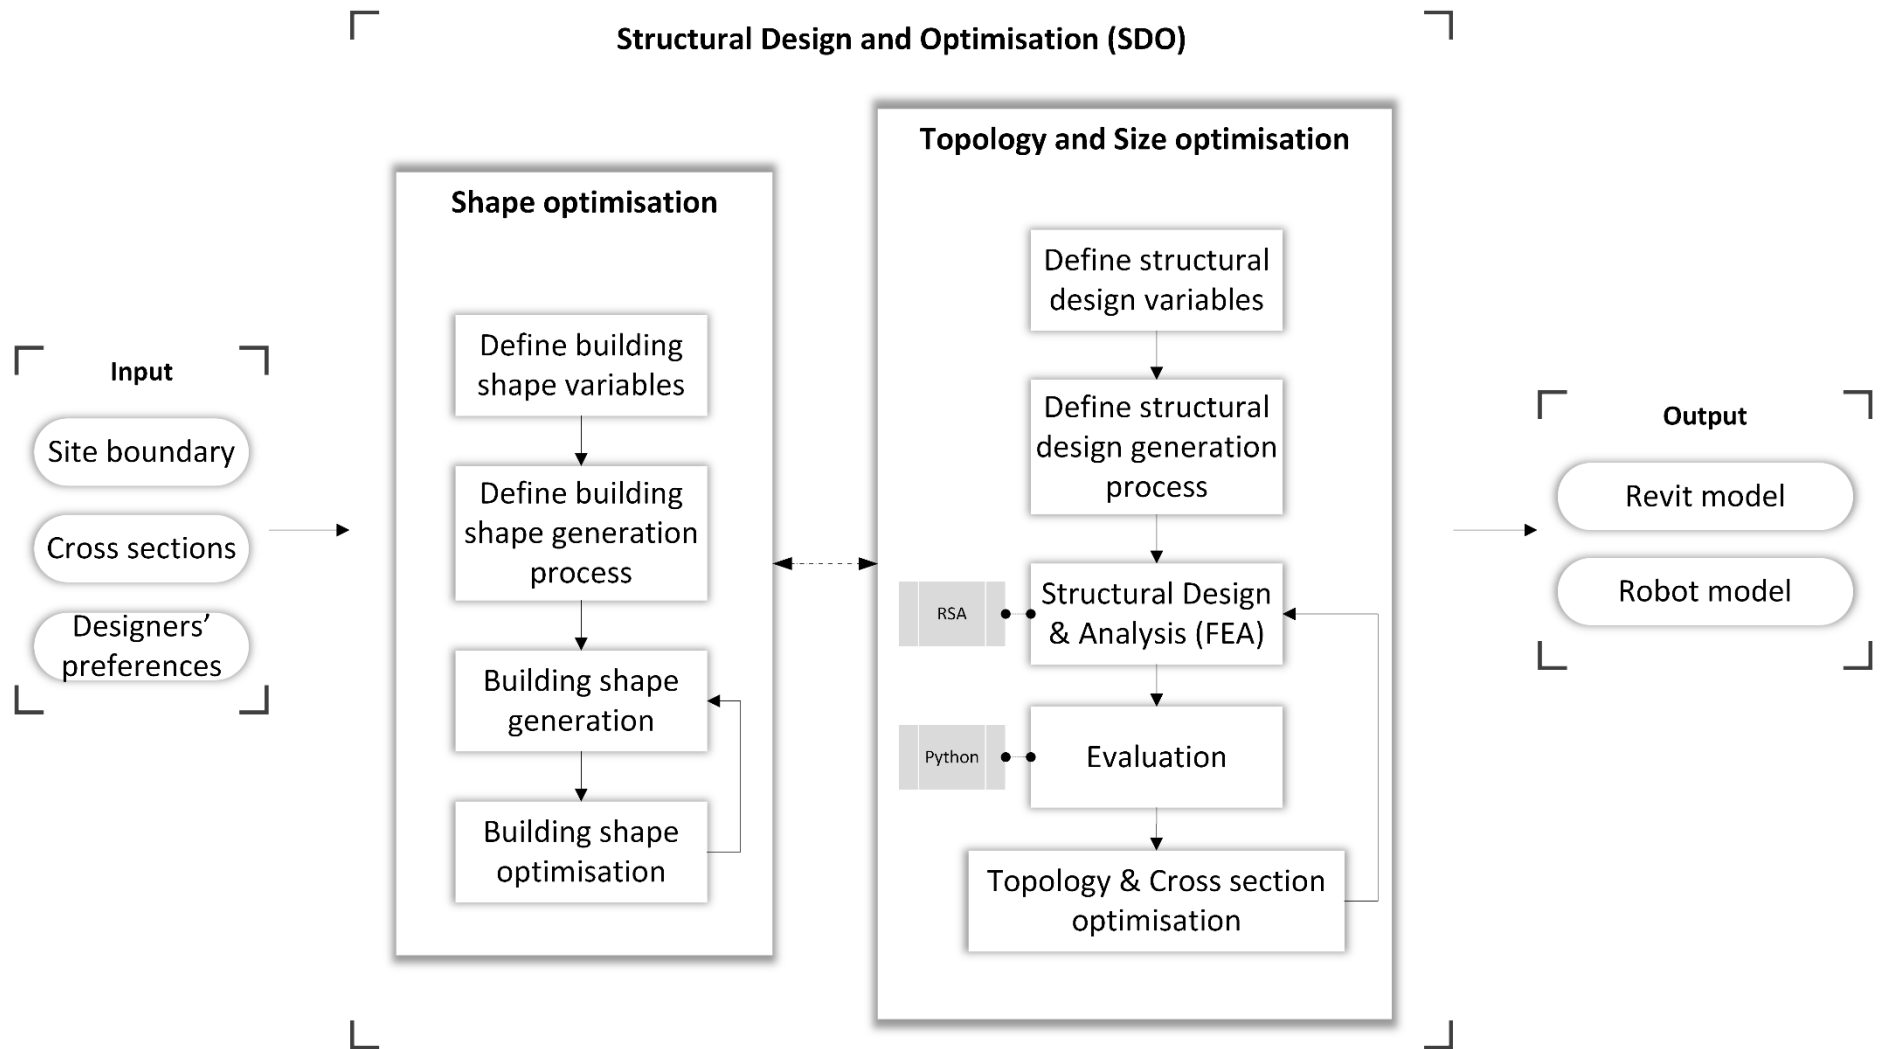 Structural Design and Optimisation (SDO)
Input
Site boundary
Cross sections
Designers’
preferences
Shape optimisation
Define building
shape variables
Define building
shape generation
process
Building shape
generation
Building shape
optimisation
Topology and Size optimisation
Define structural
design variables
Define structural
design generation
process
RSA
Structural Design
& Analysis (FEA)
Python
Evaluation
Topology & Cross section
optimisation
Output
Revit model
Robot model